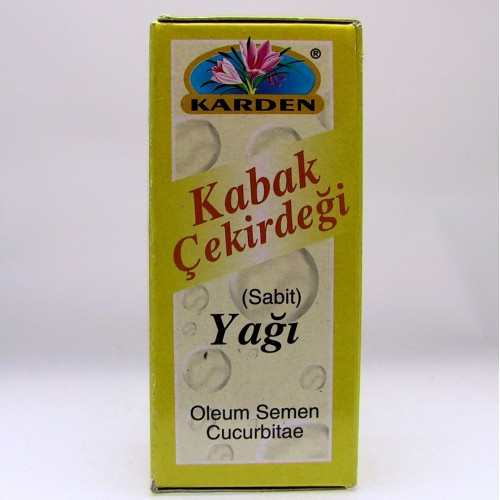 ®
KARDEN
Kabak
Çekirdeği
(Sabit)
Yağı
Oleum Semen
Cucurbitae